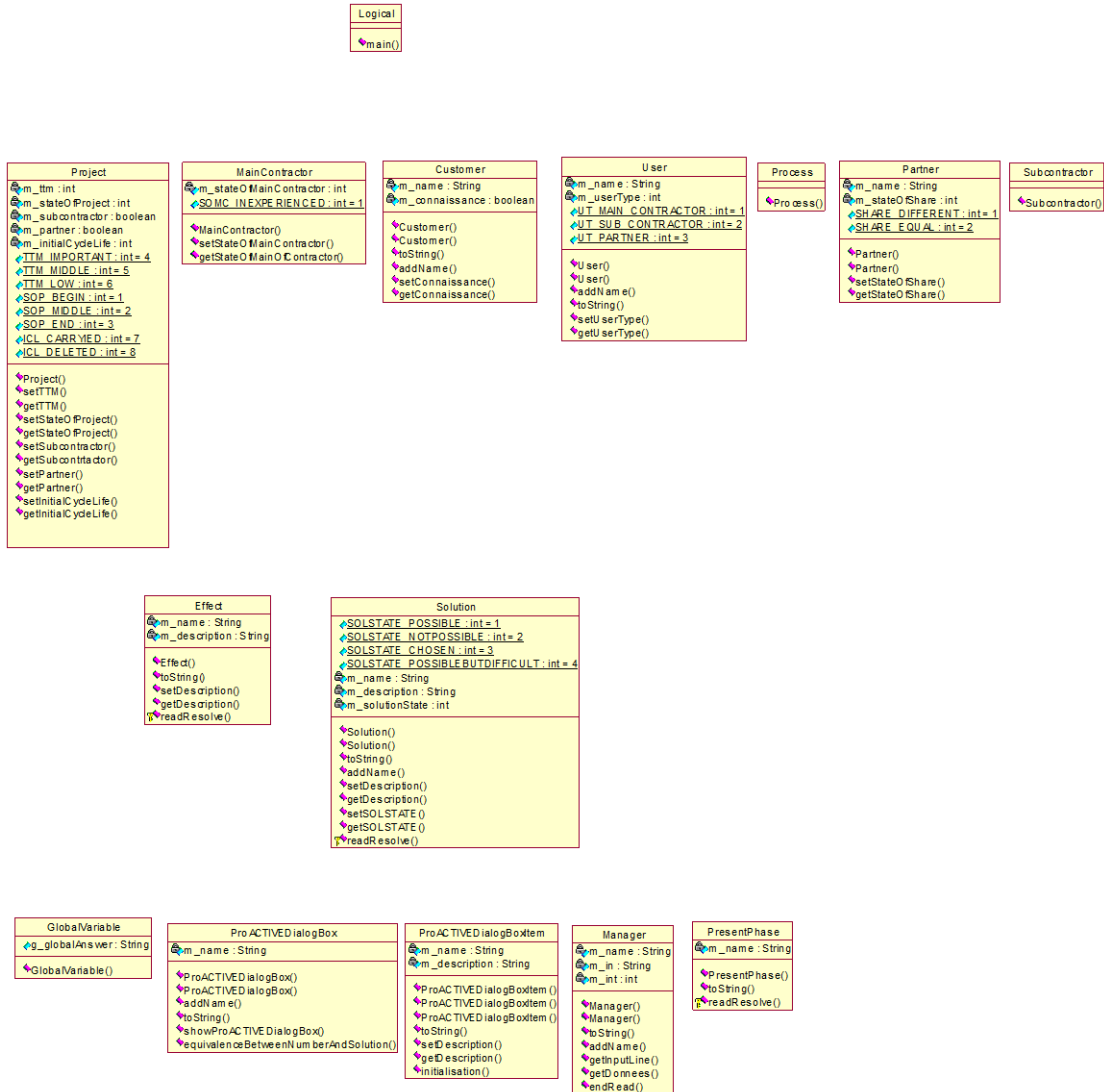 Logical
main()
Project
m_ttm : int
m_stateOfProject : int
m_subcontractor : boolean
m_partner : boolean
m_initialCycleLife : int
TTM_IMPORTANT : int = 4
TTM_MIDDLE : int = 5
TTM_LOW : int = 6
SOP_BEGIN : int = 1
SOP_MIDDLE : int = 2
SOP_END : int = 3
ICL_CARRYIED : int = 7
ICL_DELETED : int = 8
Project()
setTTM()
getTTM()
setStateOfProject()
getStateOfProject()
setSubcontractor()
getSubcontrtactor()
setPartner()
getPartner()
setInitialCycleLife()
getInitialCycleLife()
MainContractor
m_stateOfMainContractor : int
SOMC_INEXPERIENCED : int = 1
MainContractor()
setStateOfMainContractor()
getStateOfMainOfContractor()
Customer
m_name : String
m_connaissance : boolean
Customer()
Customer()
toString()
addName()
setConnaissance()
getConnaissance()
User
m_name : String
m_userType : int
UT_MAIN_CONTRACTOR : int = 1
UT_SUB_CONTRACTOR : int = 2
UT_PARTNER : int = 3
User()
User()
addName()
toString()
setUserType()
getUserType()
Process
Process()
Partner
m_name : String
m_stateOfShare : int
SHARE_DIFFERENT : int = 1
SHARE_EQUAL : int = 2
Partner()
Partner()
setStateOfShare()
getStateOfShare()
Subcontractor
Subcontractor()
Effect
m_name : String
m_description : String
Effect()
toString()
setDescription()
getDescription()
readResolve()
Solution
SOLSTATE_POSSIBLE : int = 1
SOLSTATE_NOTPOSSIBLE : int = 2
SOLSTATE_CHOSEN : int = 3
SOLSTATE_POSSIBLEBUTDIFFICULT : int = 4
m_name : String
m_description : String
m_solutionState : int
Solution()
Solution()
toString()
addName()
setDescription()
getDescription()
setSOLSTATE()
getSOLSTATE()
readResolve()
GlobalVariable
g_globalAnswer : String
GlobalVariable()
ProACTIVEDialogBox
m_name : String
ProACTIVEDialogBox()
ProACTIVEDialogBox()
addName()
toString()
showProACTIVEDialogBox()
equivalenceBetweenNumberAndSolution()
ProACTIVEDialogBoxItem
m_name : String
m_description : String
ProACTIVEDialogBoxItem()
ProACTIVEDialogBoxItem()
ProACTIVEDialogBoxItem()
toString()
setDescription()
getDescription()
initialisation()
Manager
m_name : String
m_in : String
m_int : int
Manager()
Manager()
toString()
addName()
getInputLine()
getDonnees()
endRead()
PresentPhase
m_name : String
PresentPhase()
toString()
readResolve()